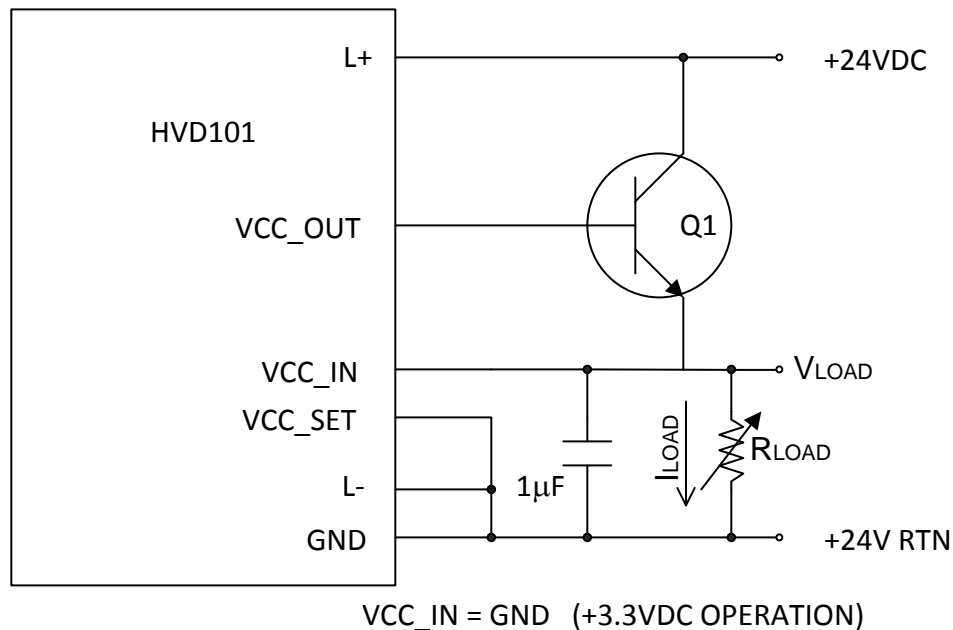 L+
+24VDC
HVD101
VCC_OUT
Q1
VCC_IN
VLOAD
VCC_SET
ILOAD
RLOAD
L-
1μF
GND
+24V RTN
VCC_IN = GND (+3.3VDC OPERATION)